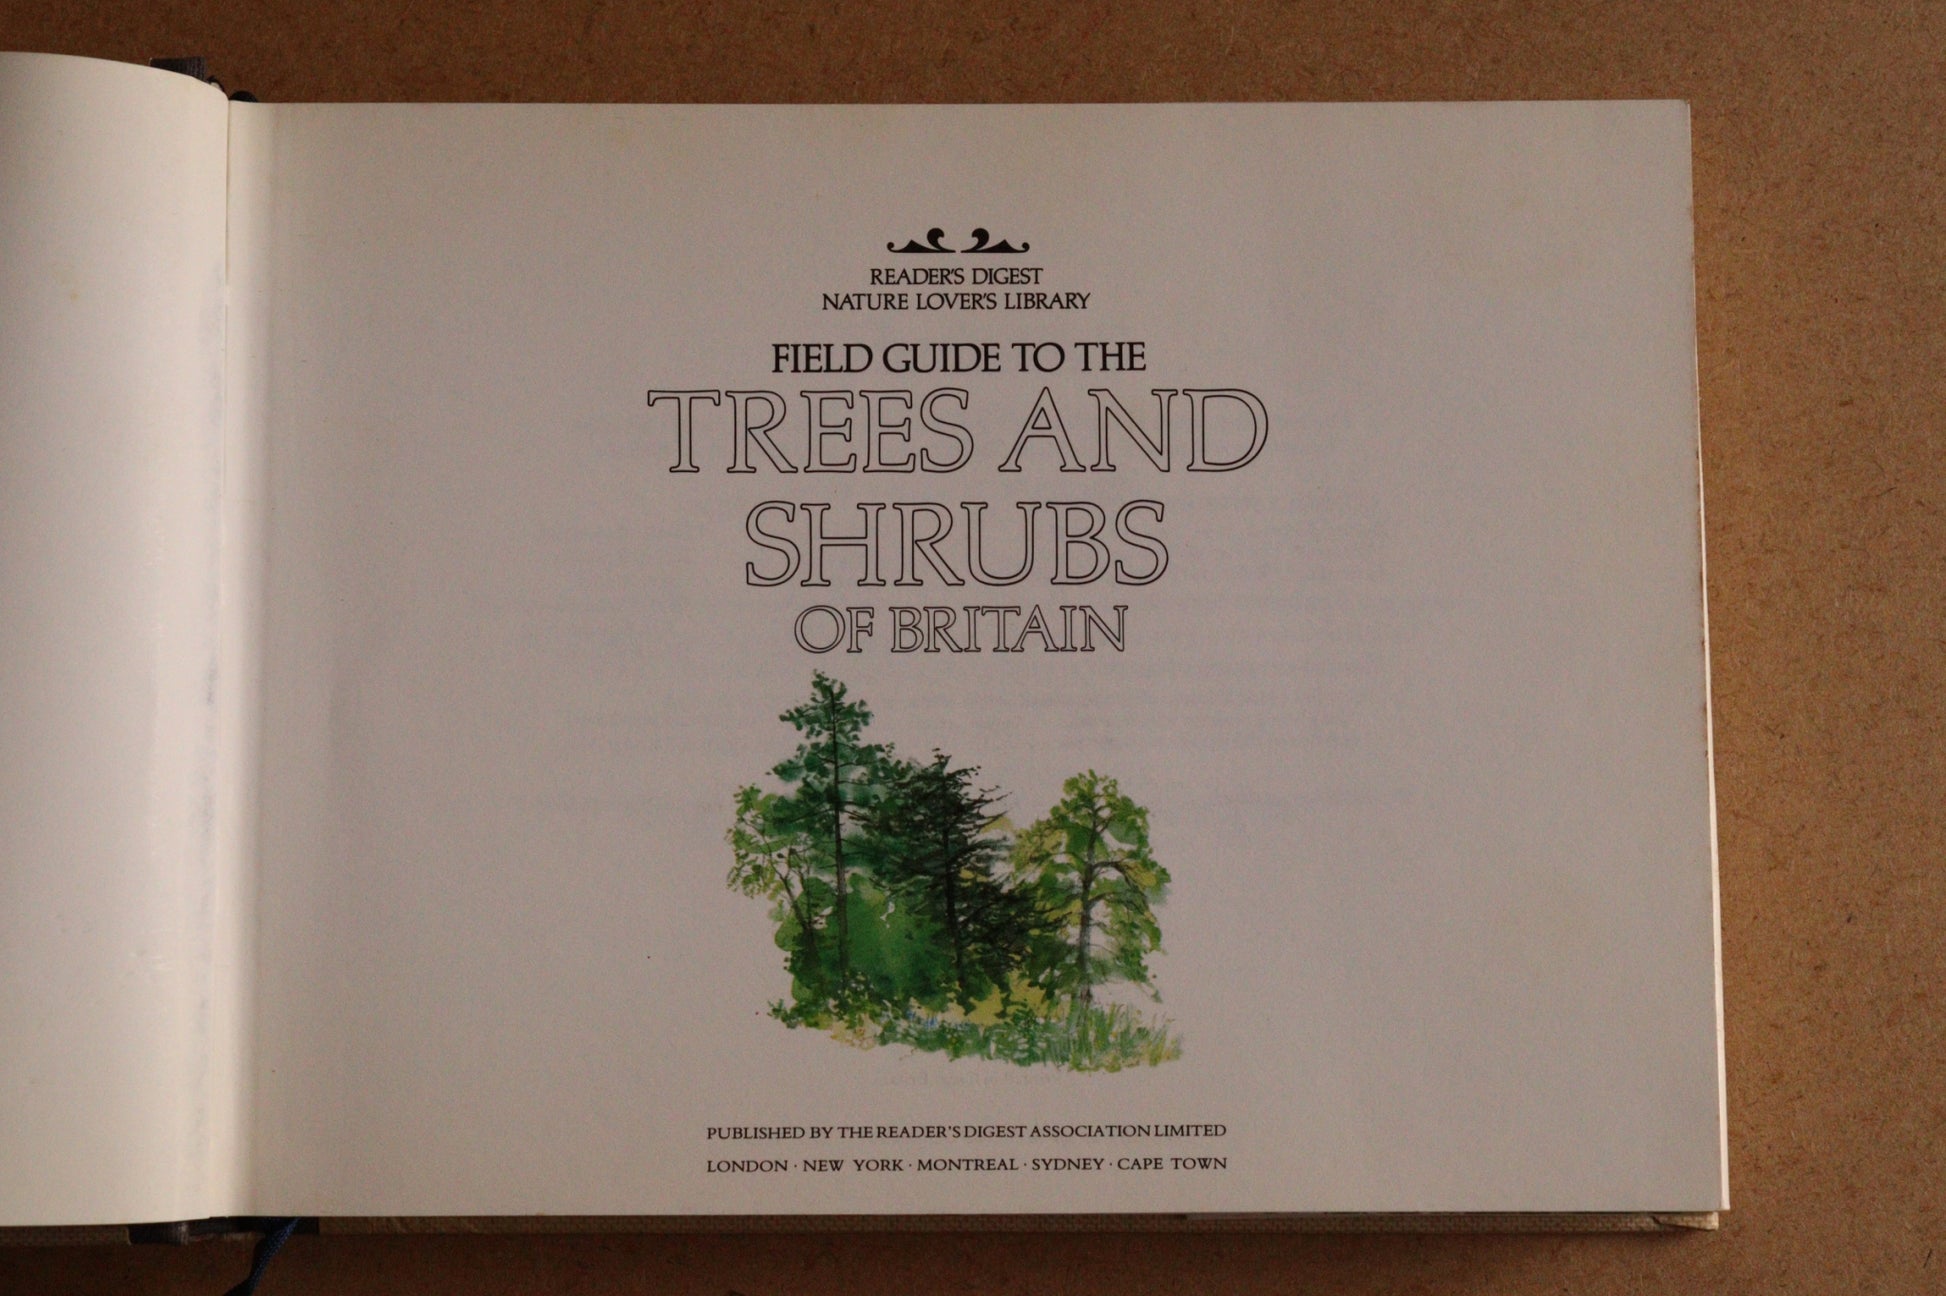 READER'S DIGEST
NATURE LOVER'S LIBRARY
FIELD GUIDE TO THE
TREES AND
SHRUBS
OF BRITAIN
PUBLISHED BY THE READER'S DIGEST ASSOCIATION LIMITED
LONDON · NEW YORK · MONTREAL · SYDNEY · CAPE TOWN